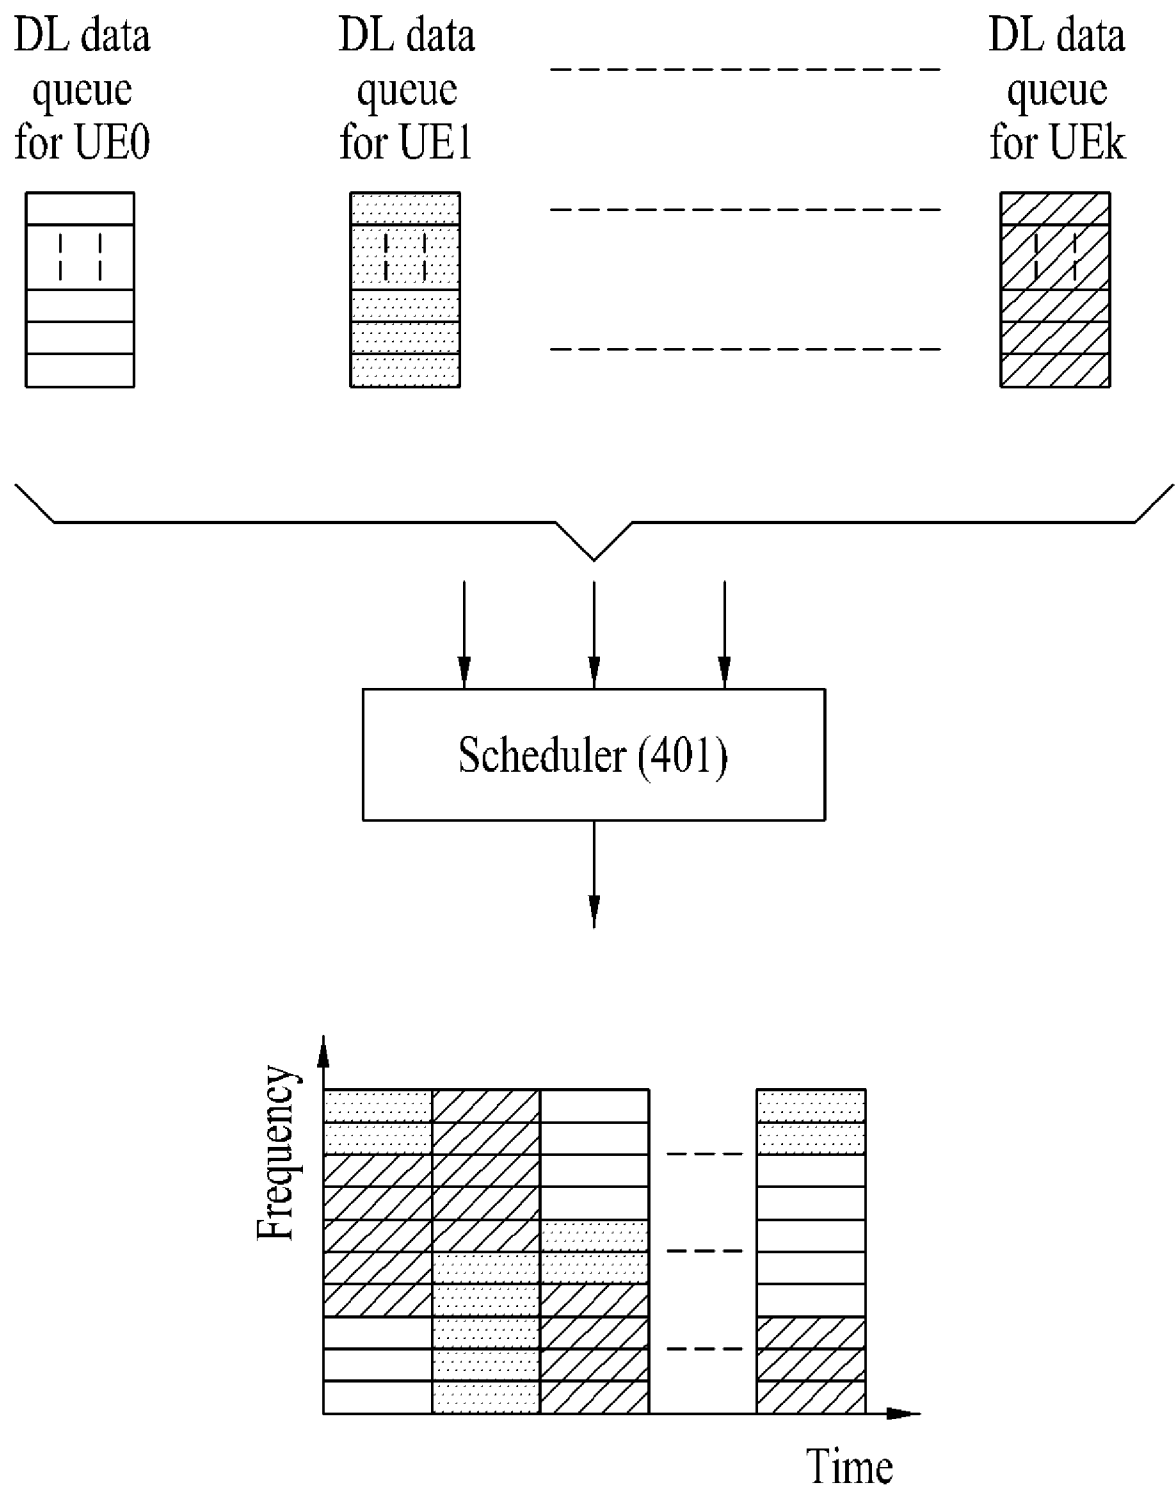 DL data
queue
for UE0
DL data
queue
for UE1
DL data
queue
for UEk
Scheduler (401)
Frequency
Time